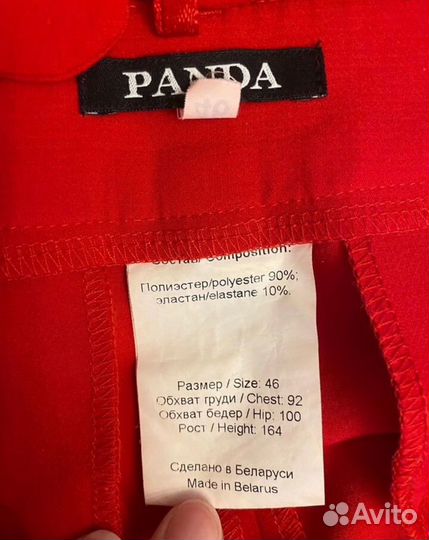 PANDA
Состав/Composition:
Полиэстер/polyester 90%;
эластан/elastane 10%.
Размер / Size: 46
Обхват груди / Chest: 92
Обхват бедер / Hip: 100
Рост / Height: 164
Сделано в Беларуси
Made in Belarus
Avito